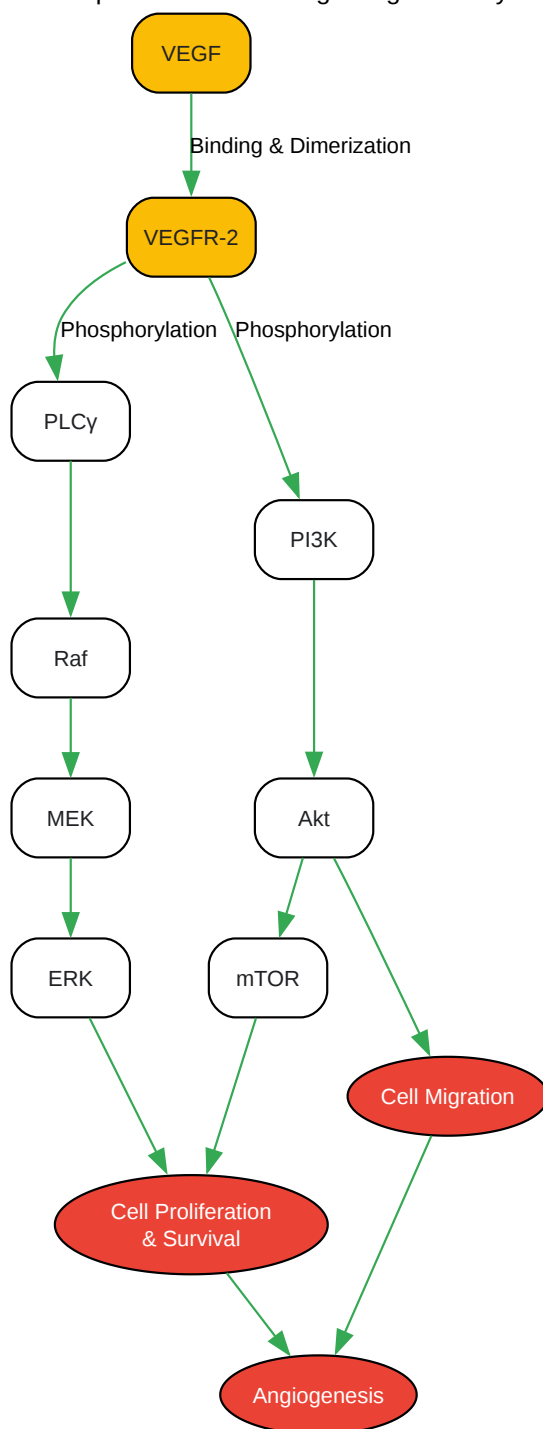 VEGF
Binding & Dimerization
VEGFR-2
Phosphorylation
Phosphorylation
PLCγ
PI3K
Raf
MEK
Akt
ERK
mTOR
Cell Migration
Cell Proliferation
& Survival
Angiogenesis